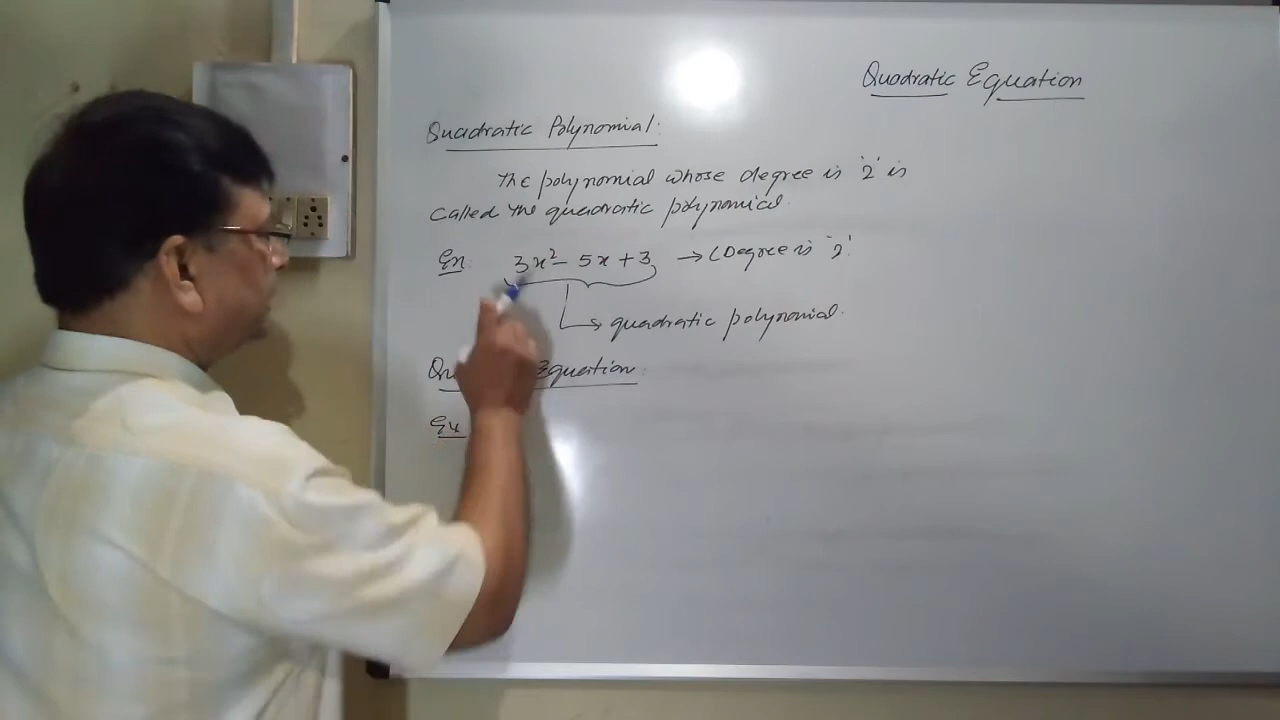 Quadratic Equation
Quadratic Polynomial:
The polynomial whose degree is '2' is
called the quadratic polynomial.
Ex: 3x² - 5x + 3 → (Degree is '2'
→ quadratic polynomial.
Equation:
Ex